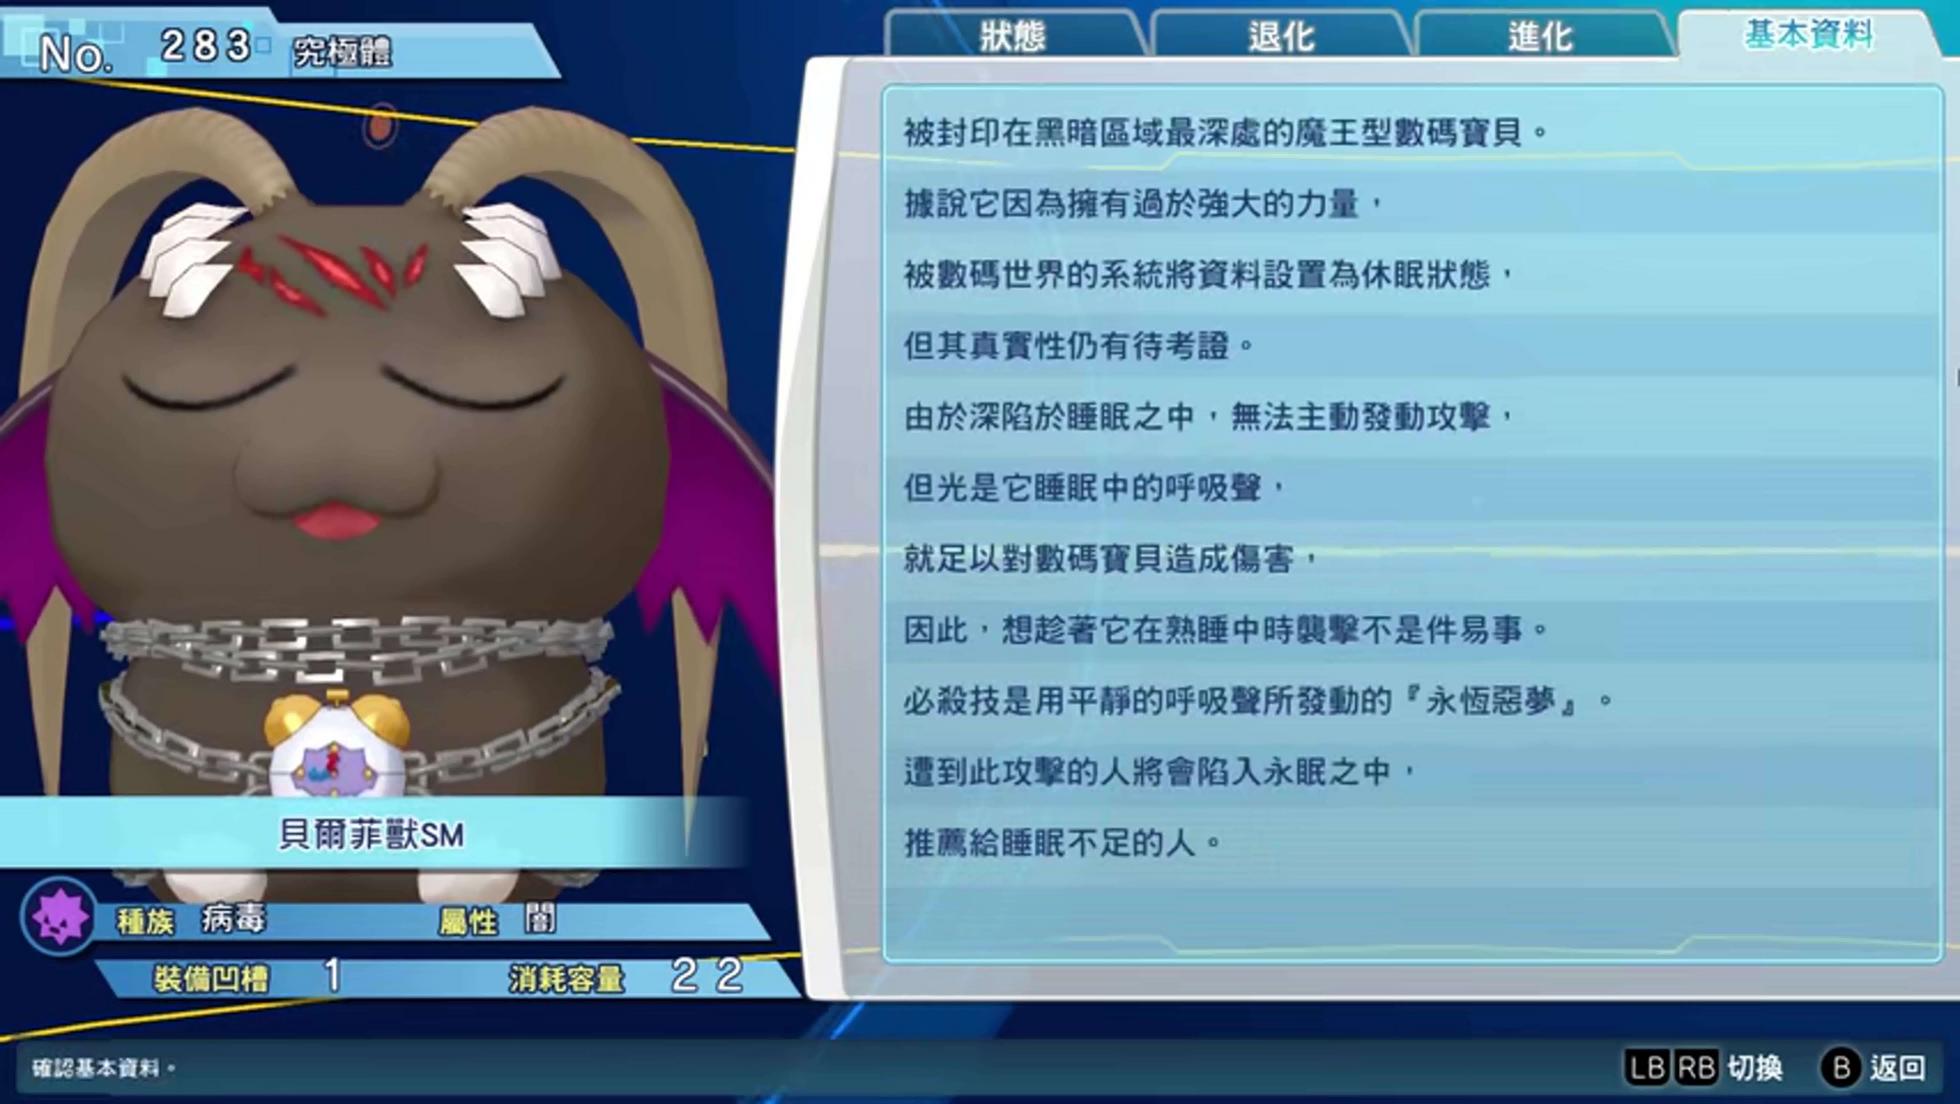 No. 283 究極體
狀態 退化 進化 基本資料
被封印在黑暗區域最深處的魔王型數碼寶貝。
據說它因為擁有過於強大的力量，
被數碼世界的系統將資料設置為休眠狀態，
但其真實性仍有待考證。
由於深陷於睡眠之中，無法主動發動攻擊，
但光是它睡眠中的呼吸聲，
就足以對數碼寶貝造成傷害，
因此，想趁著它在熟睡中時襲擊不是件易事。
必殺技是用平靜的呼吸聲所發動的『永恆惡夢』。
遭到此攻擊的人將會陷入永眠之中，
推薦給睡眠不足的人。
貝爾菲獸SM
種族 病毒 屬性 闇
裝備凹槽 1 消耗容量 22
確認基本資料。
LB RB 切換 B 返回